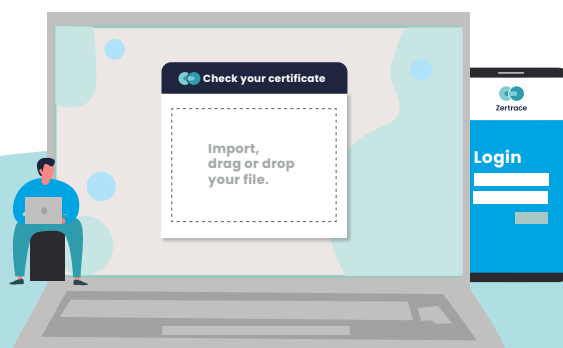 Check your certificate
Import,
drag or drop
your file.
Zertrace
Login